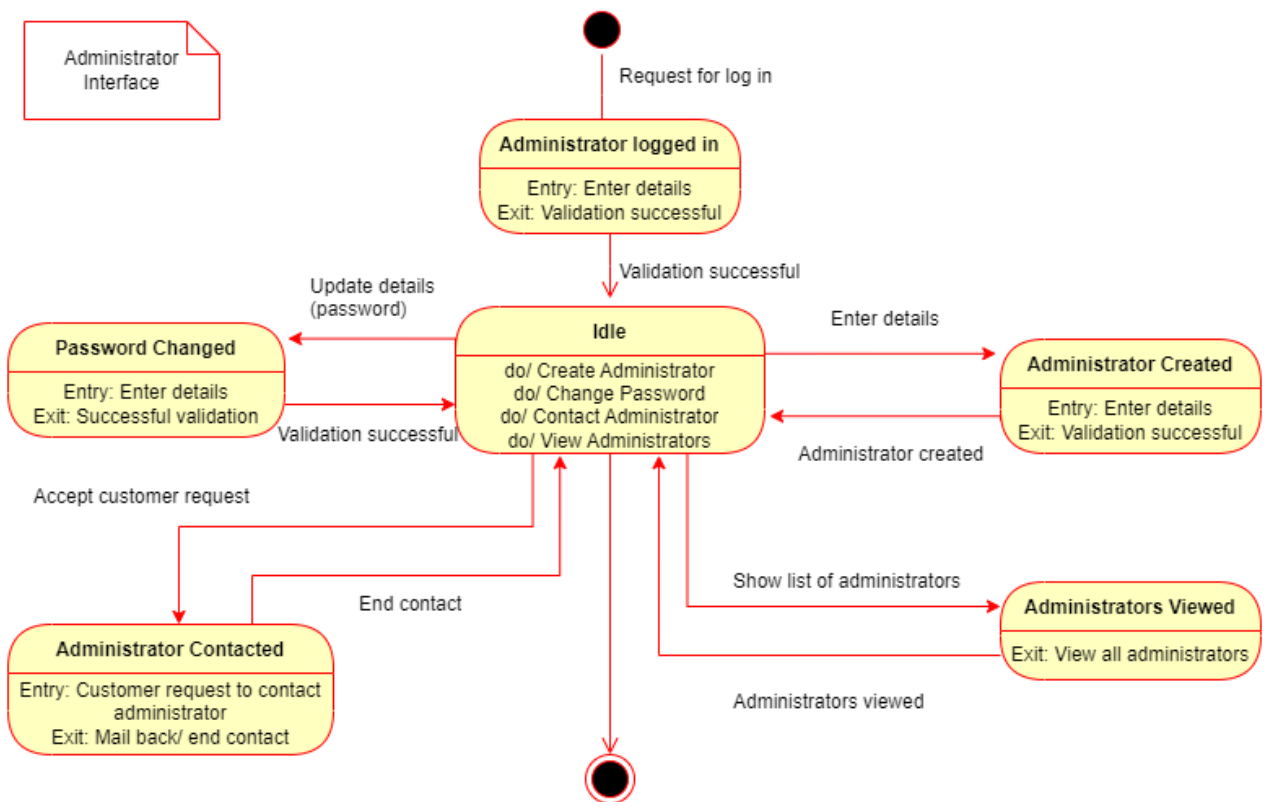 Administrator
Interface
Request for log in
Administrator logged in
Entry: Enter details
Exit: Validation successful
Validation successful
Update details
(password)
Enter details
Password Changed
Entry: Enter details
Exit: Successful validation
Idle
do/ Create Administrator
do/ Change Password
do/ Contact Administrator
do/ View Administrators
Administrator Created
Entry: Enter details
Exit: Validation successful
Validation successful
Administrator created
Accept customer request
End contact
Show list of administrators
Administrators Viewed
Exit: View all administrators
Administrators viewed
Administrator Contacted
Entry: Customer request to contact
administrator
Exit: Mail back/ end contact